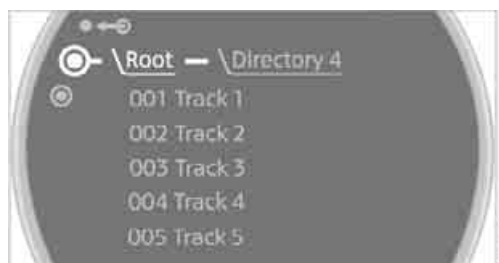 \Root — \Directory 4
001 Track 1
002 Track 2
003 Track 3
004 Track 4
005 Track 5